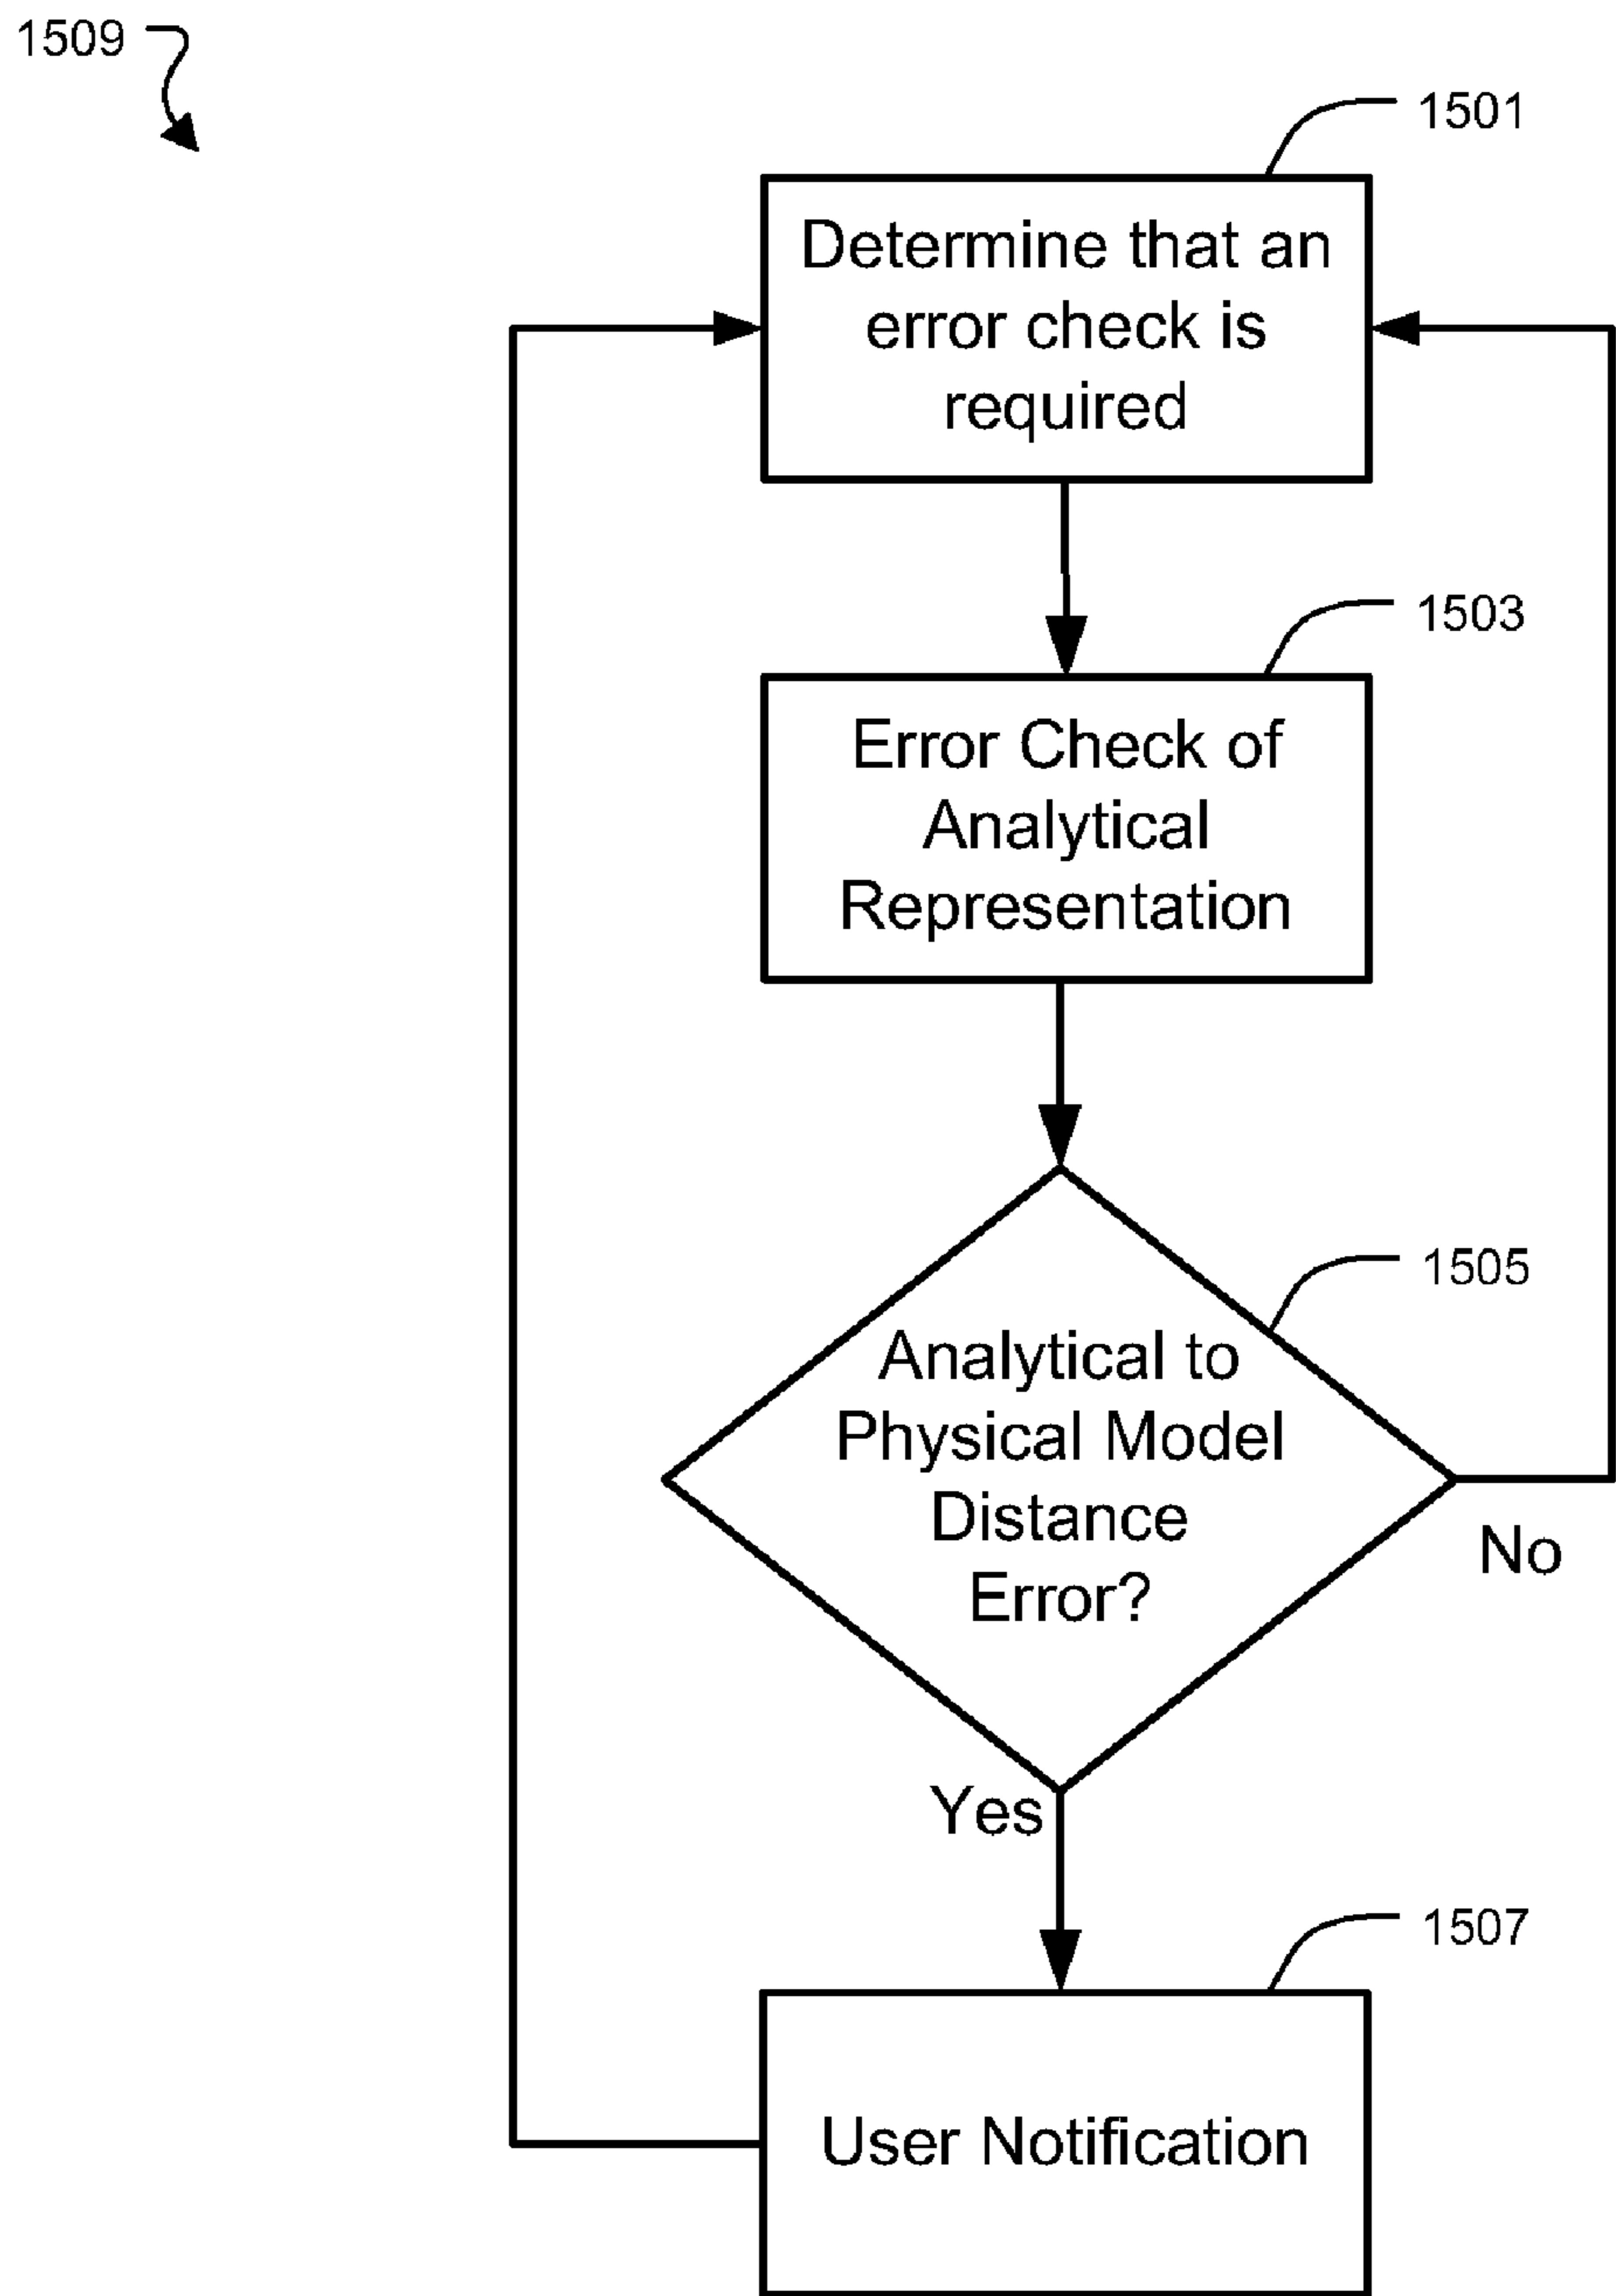 1509
1501
Determine that an
error check is
required
1503
Error Check of
Analytical
Representation
1505
Analytical to
Physical Model
Distance
Error?
No
Yes
1507
User Notification